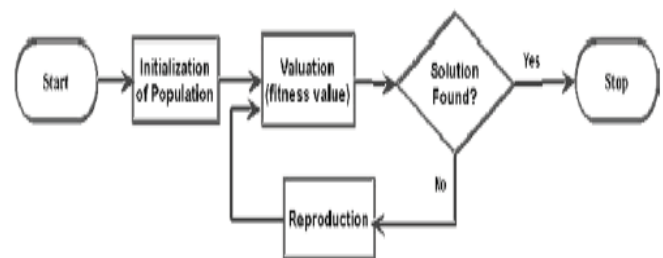 Start
Initialization
of Population
Valuation
(fitness value)
Solution
Found?
Yes
Stop
No
Reproduction